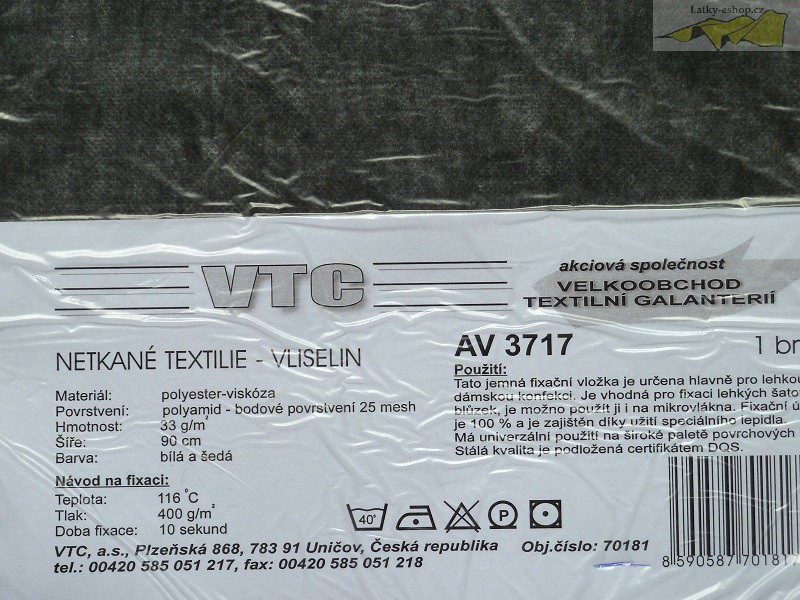 Latky-eshop.cz
VTC
akciová společnost
VELKOOBCHOD
TEXTILNÍ GALANTERIÍ
NETKANÉ TEXTILIE - VLISELIN
AV 3717
1
Použití:
Tato jemná fixační vložka je určena hlavně pro lehkou
dámskou konfekci. Je vhodná pro fixaci lehkých
blůzek, je možno použít ji i na mikrovlákna. Fixační
je 100 % a je zajištěn díky užití speciálního lepidla.
Má univerzální použití na široké paletě povrchových
Stálá kvalita je podložená certifikátem DQS.
Materiál: polyester-viskóza
Povrstvení: polyamid - bodové povrstvení 25 mesh
Hmotnost: 33 g/m²
Šíře: 90 cm
Barva: bílá a šedá
Návod na fixaci:
Teplota: 116 °C
Tlak: 400 g/m²
Doba fixace: 10 sekund
40° P
VTC, a.s., Plzeňská 868, 783 91 Uničov, Česká republika Obj.číslo: 70181
tel.: 00420 585 051 217, fax: 00420 585 051 218
8 590587 701817